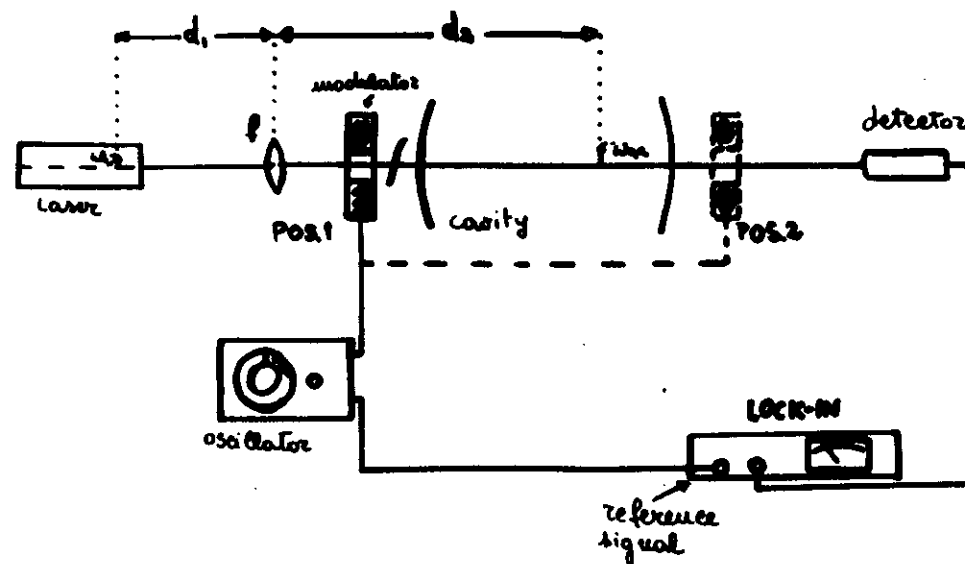 d₁
d₂
modulator
f
detector
laser
POS.1
cavity
POS.2
oscillator
LOCK-IN
reference
signal